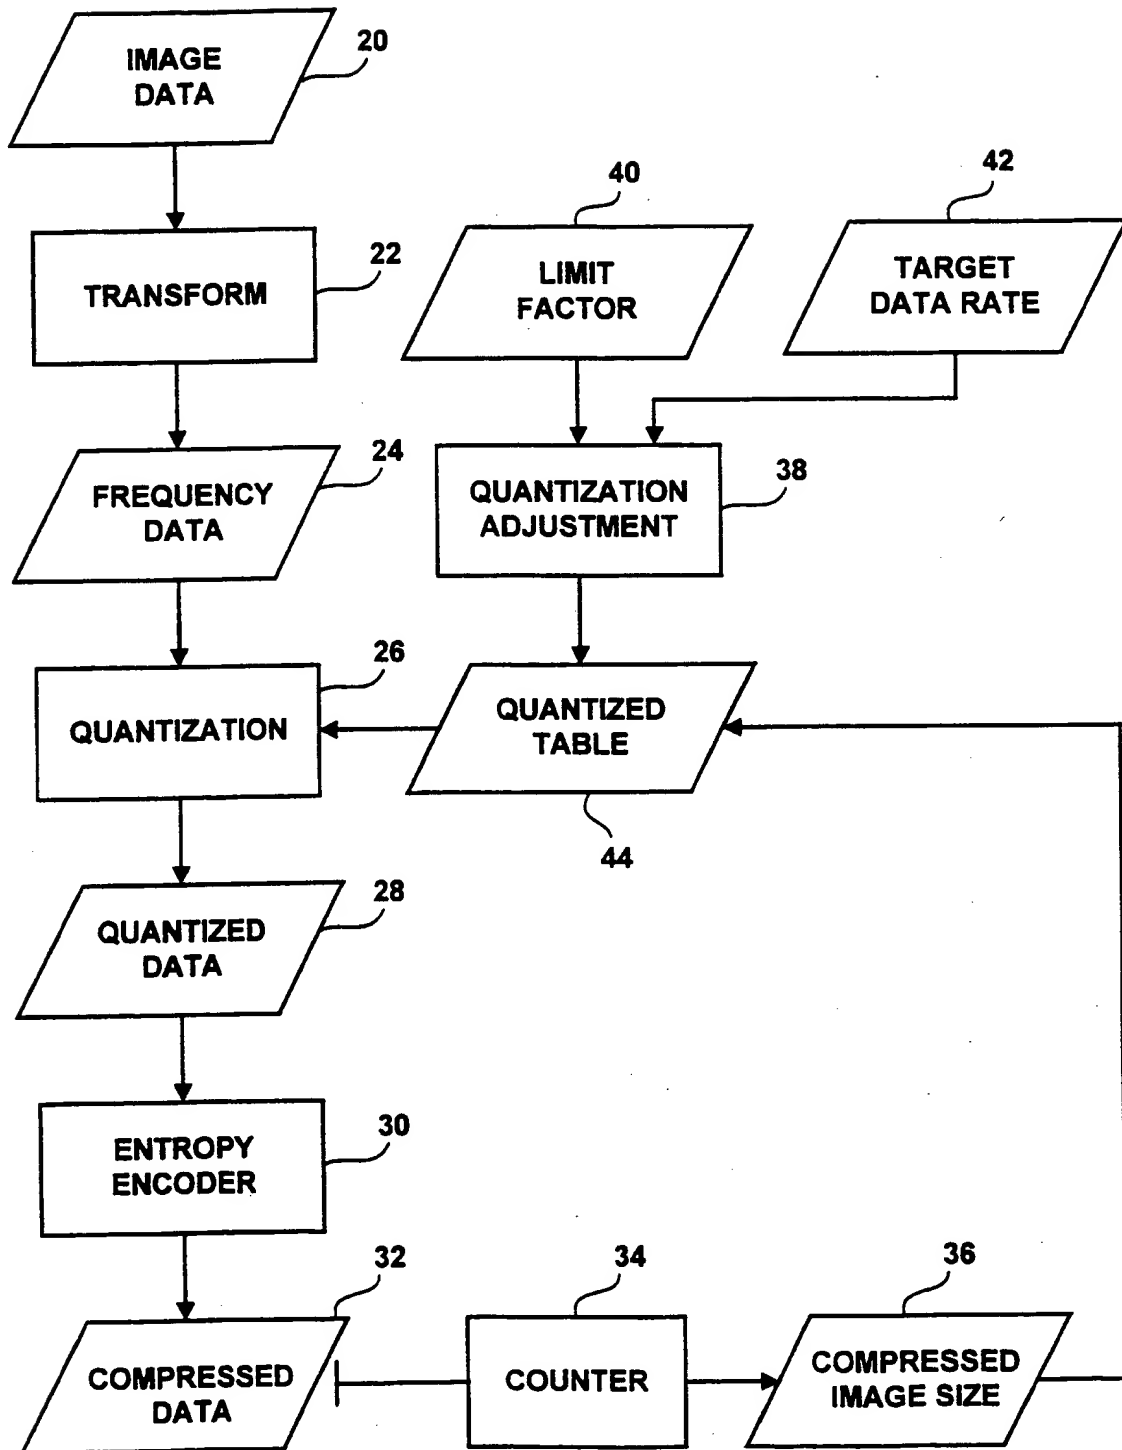 IMAGE
DATA
20
TRANSFORM
22
40
LIMIT
FACTOR
42
TARGET
DATA RATE
FREQUENCY
DATA
24
QUANTIZATION
ADJUSTMENT
38
QUANTIZATION
26
QUANTIZED
TABLE
44
QUANTIZED
DATA
28
ENTROPY
ENCODER
30
COMPRESSED
DATA
32
COUNTER
34
COMPRESSED
IMAGE SIZE
36